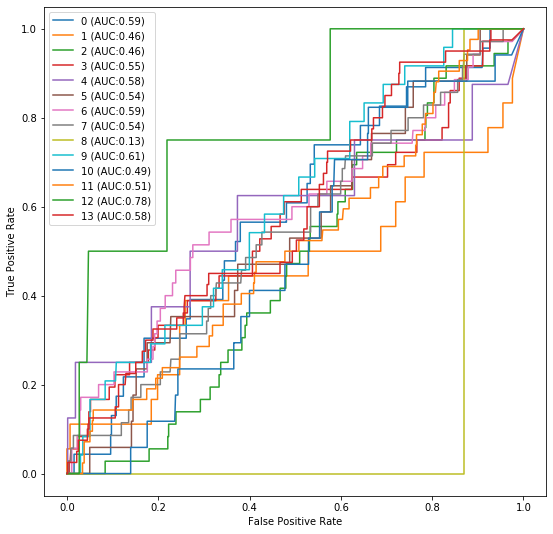 0 (AUC:0.59)
1 (AUC:0.46)
2 (AUC:0.46)
3 (AUC:0.55)
4 (AUC:0.58)
5 (AUC:0.54)
6 (AUC:0.59)
7 (AUC:0.54)
8 (AUC:0.13)
9 (AUC:0.61)
10 (AUC:0.49)
11 (AUC:0.51)
12 (AUC:0.78)
13 (AUC:0.58)
True Positive Rate
1.0
0.8
0.6
0.4
0.2
0.0
0.0 0.2 0.4 0.6 0.8 1.0
False Positive Rate